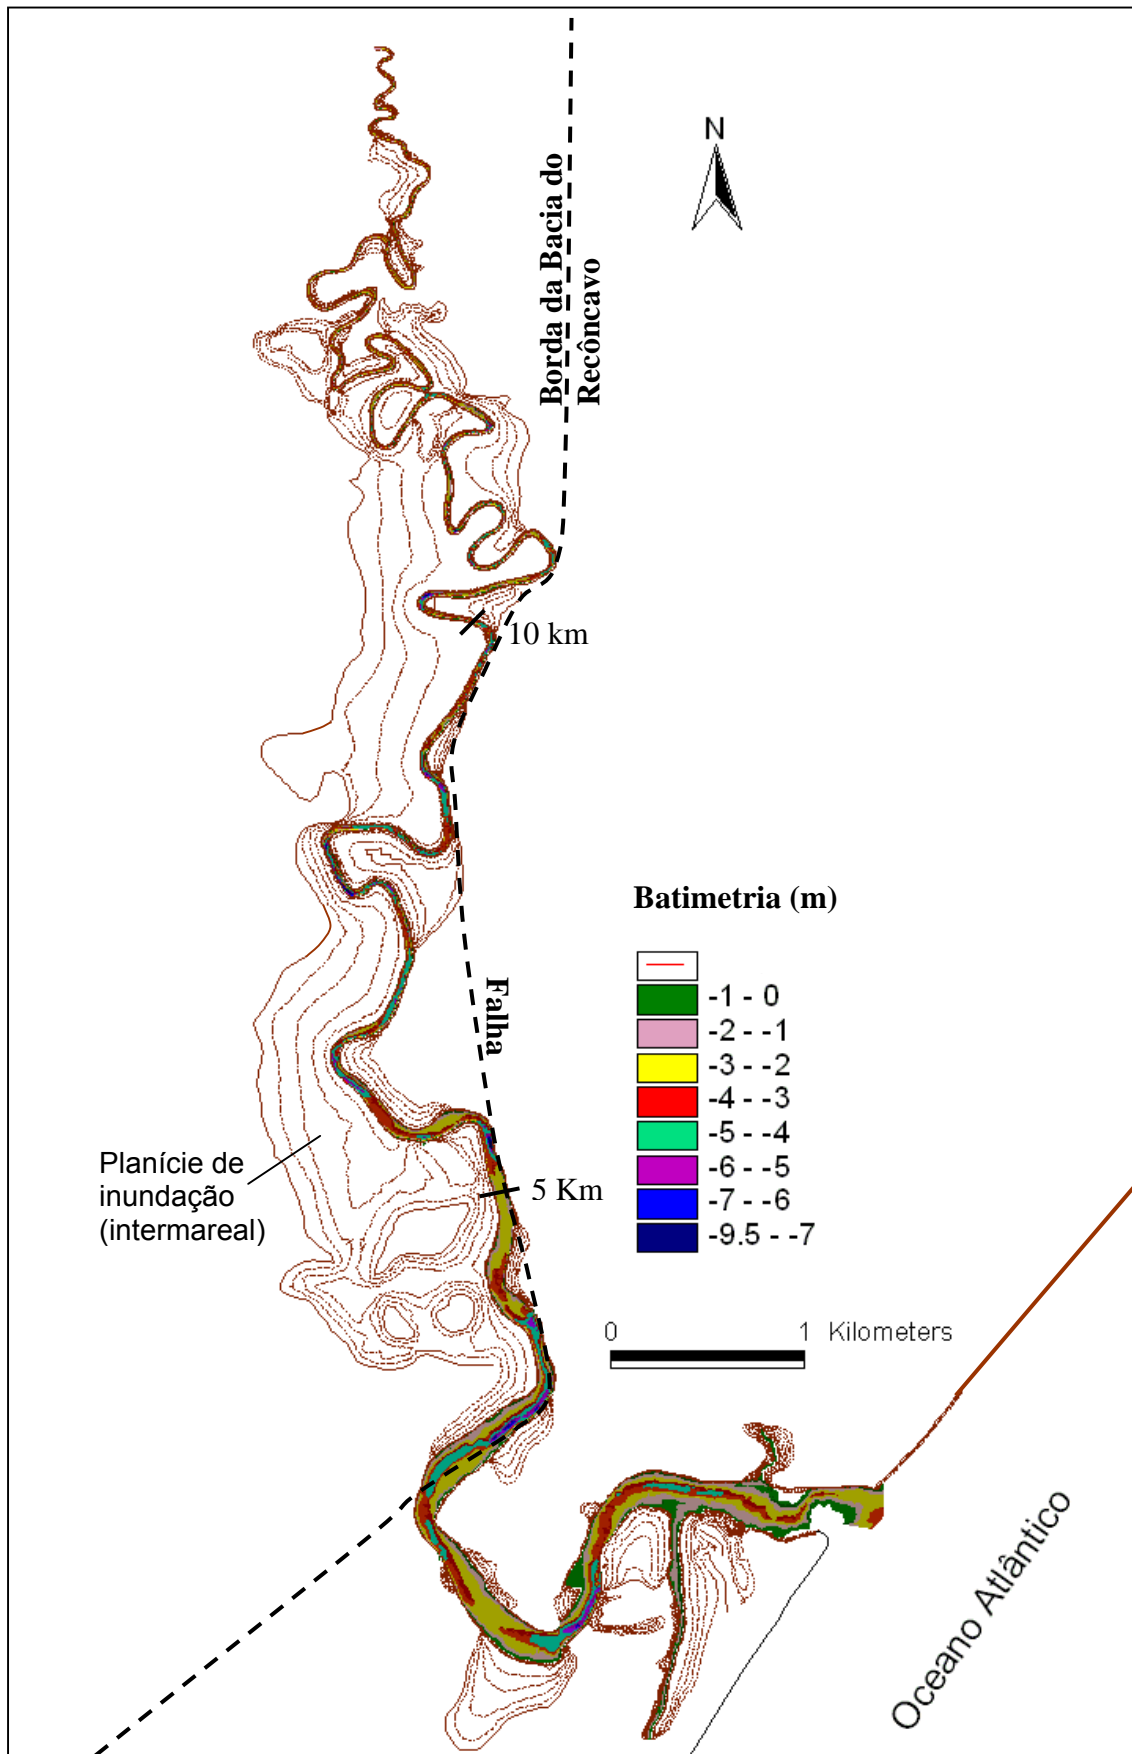 N
Borda da Bacia do
Recôncavo
10 km
Batimetria (m)
-1 - 0
-2 - -1
-3 - -2
-4 - -3
-5 - -4
-6 - -5
-7 - -6
-9.5 - -7
Falha
Planície de
inundação
(intermareal)
5 Km
0 1 Kilometers
Oceano Atlântico